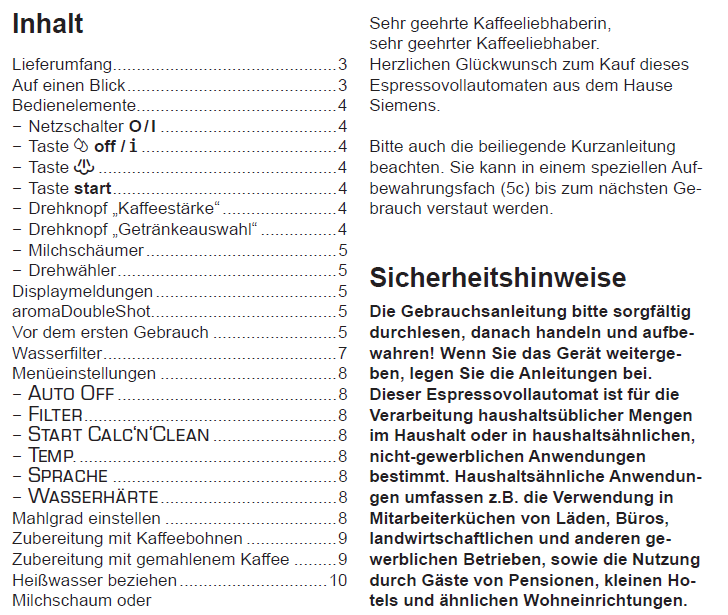 Inhalt
Lieferumfang 3
Auf einen Blick 3
Bedienelemente 4
– Netzschalter O / I 4
– Taste off / i 4
– Taste 4
– Taste start 4
– Drehknopf „Kaffeestärke“ 4
– Drehknopf „Getränkeauswahl“ 4
– Milchschäumer 5
– Drehwähler 5
Displaymeldungen 5
aromaDoubleShot 5
Vor dem ersten Gebrauch 5
Wasserfilter 7
Menüeinstellungen 8
– AUTO OFF 8
– FILTER 8
– START CALC‘N‘CLEAN 8
– TEMP. 8
– SPRACHE 8
– WASSERHÄRTE 8
Mahlgrad einstellen 8
Zubereitung mit Kaffeebohnen 9
Zubereitung mit gemahlenem Kaffee 9
Heißwasser beziehen 10
Milchschaum oder
Sehr geehrte Kaffeeliebhaberin,
sehr geehrter Kaffeeliebhaber.
Herzlichen Glückwunsch zum Kauf dieses
Espressovollautomaten aus dem Hause
Siemens.
Bitte auch die beiliegende Kurzanleitung
beachten. Sie kann in einem speziellen Auf-
bewahrungsfach (5c) bis zum nächsten Ge-
brauch verstaut werden.
Sicherheitshinweise
Die Gebrauchsanleitung bitte sorgfältig
durchlesen, danach handeln und aufbe-
wahren! Wenn Sie das Gerät weiterge-
ben, legen Sie die Anleitungen bei.
Dieser Espressovollautomat ist für die
Verarbeitung haushaltsüblicher Mengen
im Haushalt oder in haushaltsähnlichen,
nicht-gewerblichen Anwendungen
bestimmt. Haushaltsähnliche Anwendun-
gen umfassen z.B. die Verwendung in
Mitarbeiterküchen von Läden, Büros,
landwirtschaftlichen und anderen ge-
werblichen Betrieben, sowie die Nutzung
durch Gäste von Pensionen, kleinen Ho-
tels und ähnlichen Wohneinrichtungen.